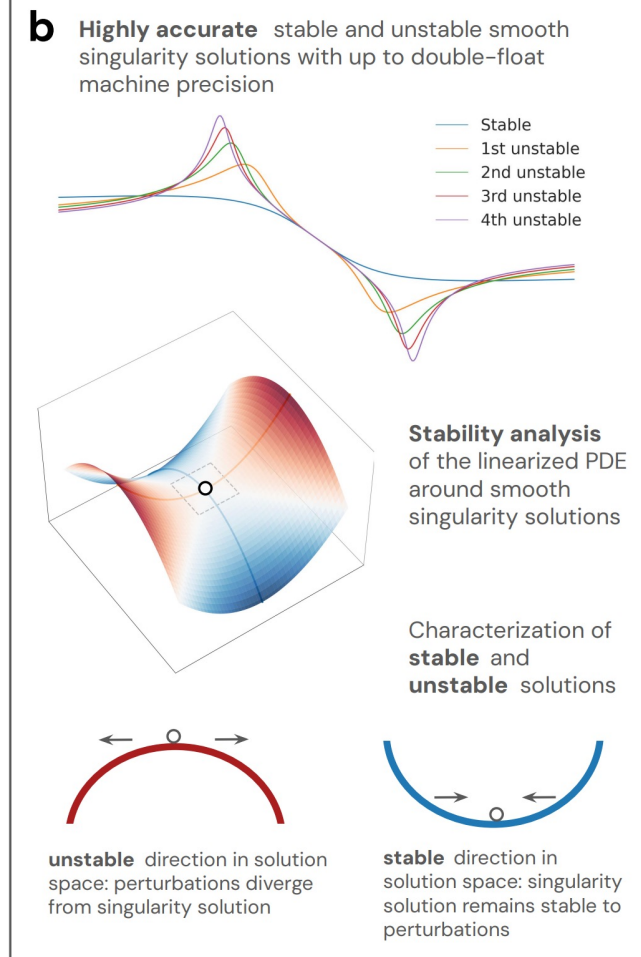 b Highly accurate stable and unstable smooth
singularity solutions with up to double-float
machine precision
Stable
1st unstable
2nd unstable
3rd unstable
4th unstable
Stability analysis
of the linearized PDE
around smooth
singularity solutions
Characterization of
stable and
unstable solutions
unstable direction in solution
space: perturbations diverge
from singularity solution
stable direction in
solution space: singularity
solution remains stable to
perturbations